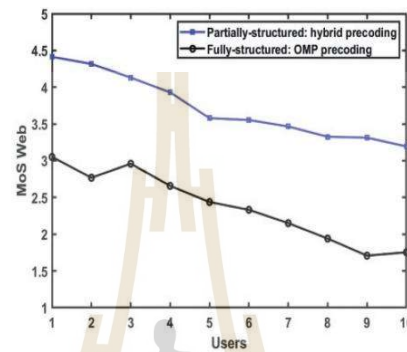 Partially-structured: hybrid precoding
Fully-structured: OMP precoding
MoS Web
5
4.5
4
3.5
3
2.5
2
1.5
1
1 2 3 4 5 6 7 8 9 10
Users